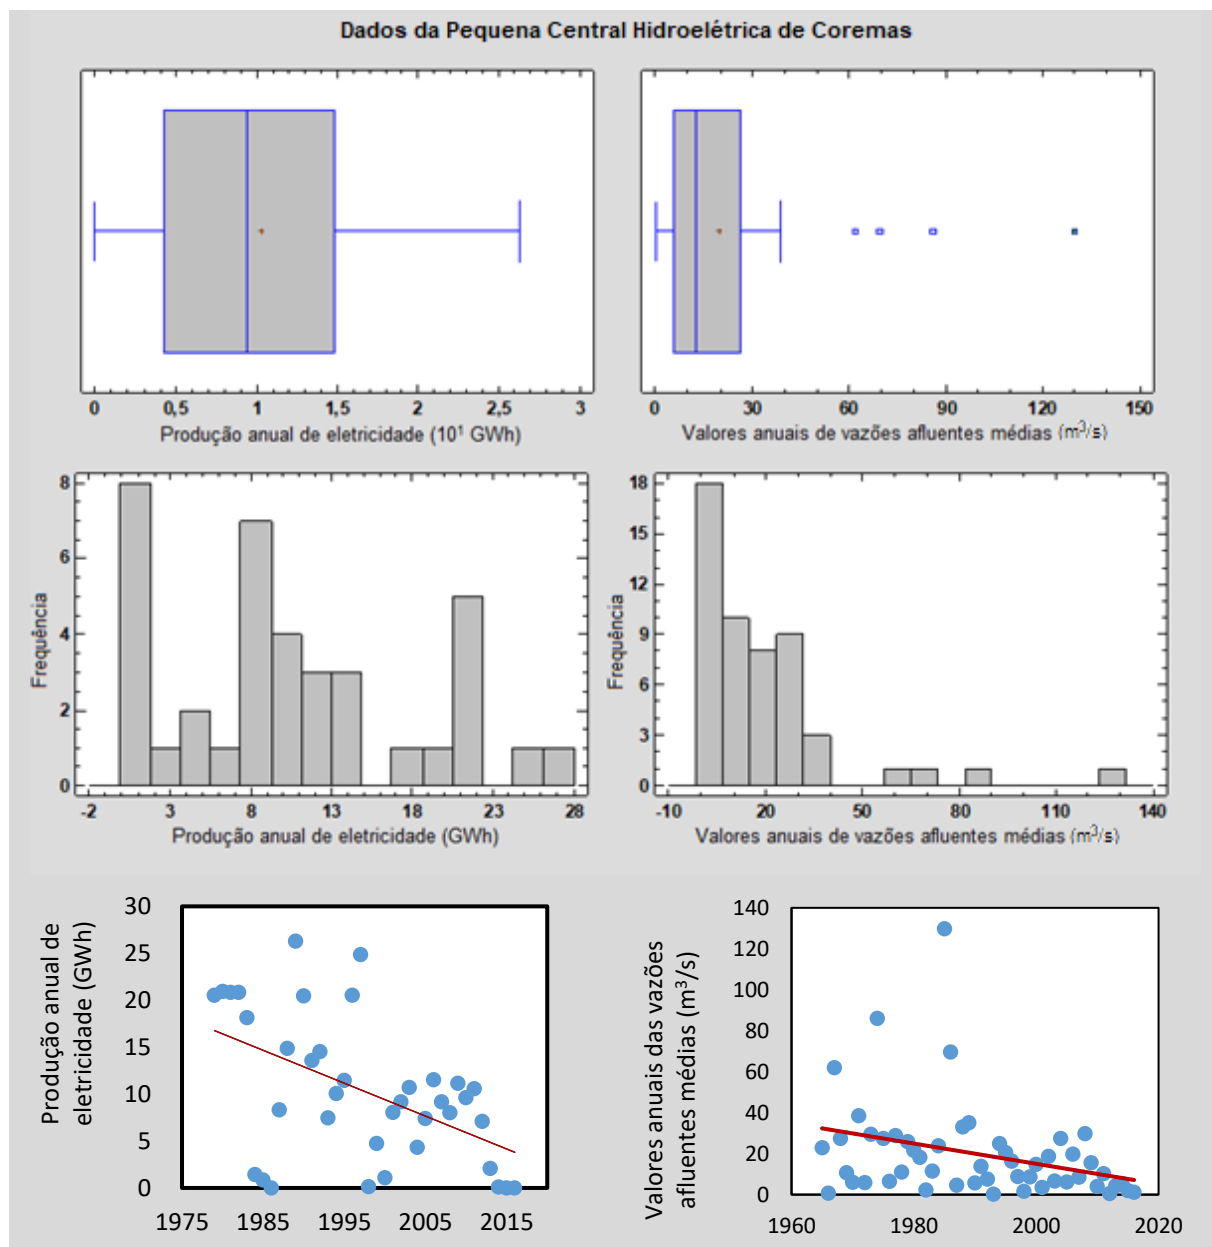 Dados da Pequena Central Hidroelétrica de Coremas
0 0,5 1 1,5 2 2,5 3
Produção anual de eletricidade (10¹ GWh)
0 30 60 90 120 150
Valores anuais de vazões afluentes médias (m³/s)
8
6
4
2
0
Frequência
-2 3 8 13 18 23 28
Produção anual de eletricidade (GWh)
18
15
12
9
6
3
0
Frequência
-10 20 50 80 110 140
Valores anuais de vazões afluentes médias (m³/s)
Produção anual de
eletricidade (GWh)
30
25
20
15
10
5
0
1975 1985 1995 2005 2015
Valores anuais das vazões
afluentes médias (m³/s)
140
120
100
80
60
40
20
0
1960 1980 2000 2020